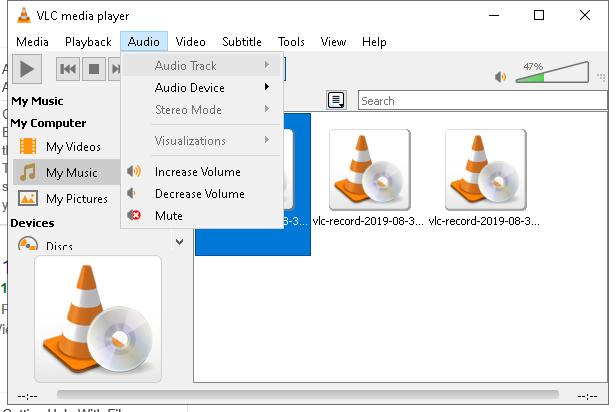 VLC media player
Media Playback Audio Video Subtitle Tools View Help
Audio Track
Audio Device
Stereo Mode
Visualizations
Increase Volume
Decrease Volume
Mute
47%
Search
My Music
My Computer
My Videos
My Music
My Pictures
Devices
Discs
vlc-record-2019-08-3...
vlc-record-2019-08-3...
--:--
--:--